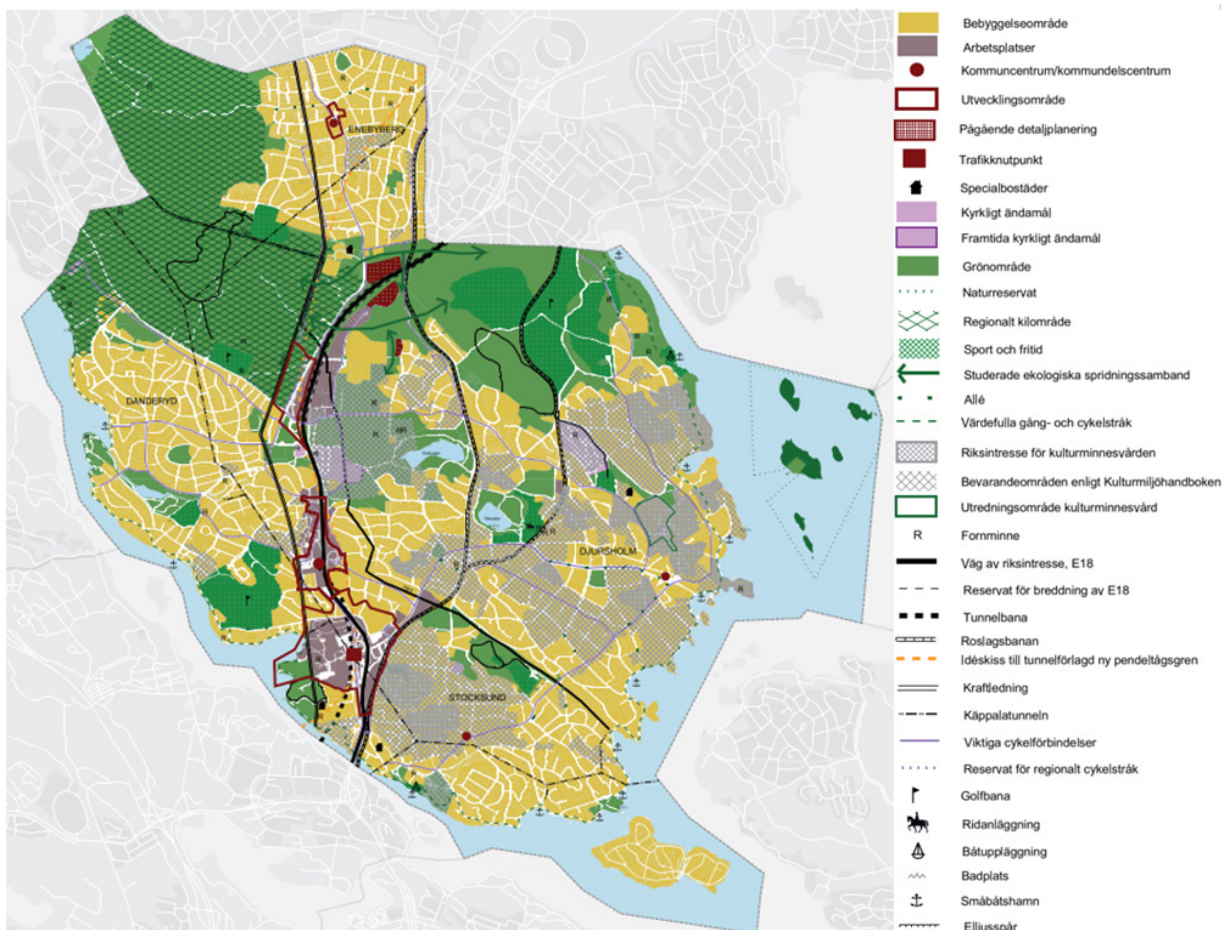 Bebyggelseområde
Arbetsplatser
Kommuncentrum/kommundelscentrum
Utvecklingsområde
Pågående detaljplanering
Trafikknutpunkt
Specialbostäder
Kyrkligt ändamål
Framtida kyrkligt ändamål
Grönområde
Naturreservat
Regionalt kilområde
Sport och fritid
Studerade ekologiska spridningssamband
Allé
Värdefulla gång- och cykelstråk
Riksintresse för kulturminnesvården
Bevarandeområden enligt Kulturmiljöhandboken
Utredningsområde kulturminnesvård
R Fornminne
Väg av riksintresse, E18
Reservat för breddning av E18
Tunnelbana
Roslagsbanan
Idéskiss till tunnelförlagd ny pendeltågsgren
Kraftledning
Käppalatunneln
Viktiga cykelförbindelser
Reservat för regionalt cykelstråk
Golfbana
Ridanläggning
Båtuppläggning
Badplats
Småbåtshamn
Elljusspår
ENEBYBERG
DANDERYD
DJURSHOLM
STOCKSUND
R
R
R
R
R
R
R
R
R
R